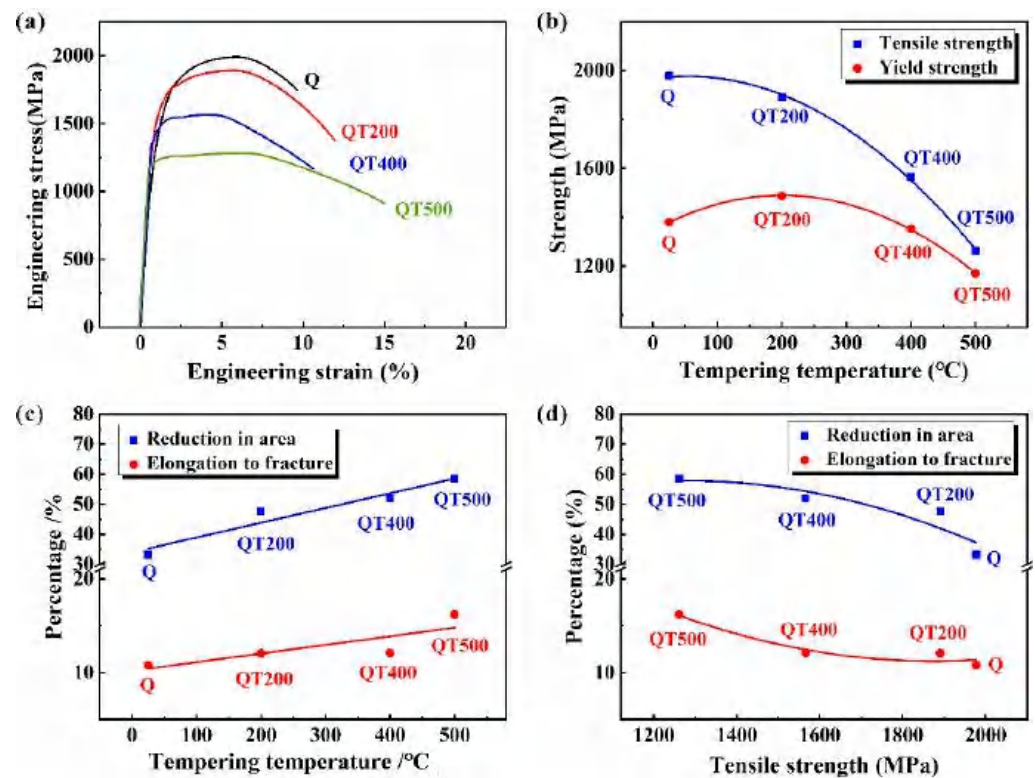 (a)
Engineering stress(MPa)
2000
1500
1000
500
0
Q
QT200
QT400
QT500
0 5 10 15 20
Engineering strain (%)
(b)
Strength (MPa)
2000
1600
1200
Tensile strength
Yield strength
Q
QT200
QT400
QT500
Q
QT200
QT400
QT500
0 100 200 300 400 500
Tempering temperature (℃)
(c)
Percentage /%
80
70
60
50
40
30
20
10
Reduction in area
Elongation to fracture
Q
QT200
QT400
QT500
Q
QT200
QT400
QT500
0 100 200 300 400 500
Tempering temperature /℃
(d)
Percentage (%)
80
70
60
50
40
30
20
10
Reduction in area
Elongation to fracture
QT500
QT400
QT200
Q
QT500
QT400
QT200
Q
1200 1400 1600 1800 2000
Tensile strength (MPa)